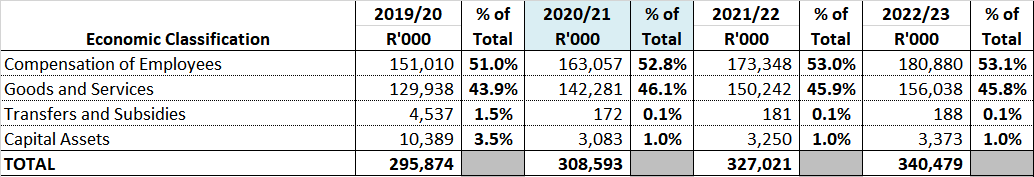 Economic Classification 2019/20 R'000 % of Total 2020/21 R'000 % of Total 2021/22 R'000 % of Total 2022/23 R'000 % of Total
Compensation of Employees 151,010 51.0% 163,057 52.8% 173,348 53.0% 180,880 53.1%
Goods and Services 129,938 43.9% 142,281 46.1% 150,242 45.9% 156,038 45.8%
Transfers and Subsidies 4,537 1.5% 172 0.1% 181 0.1% 188 0.1%
Capital Assets 10,389 3.5% 3,083 1.0% 3,250 1.0% 3,373 1.0%
TOTAL 295,874 308,593 327,021 340,479